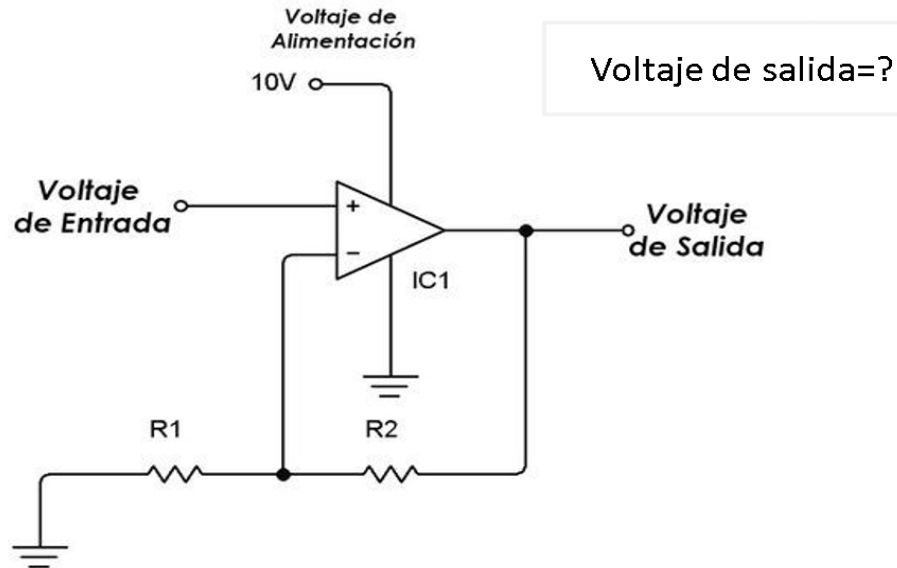 Voltaje de
Alimentación
Voltaje de salida=?
10V
Voltaje
de Entrada
+
−
IC1
Voltaje
de Salida
R1
R2